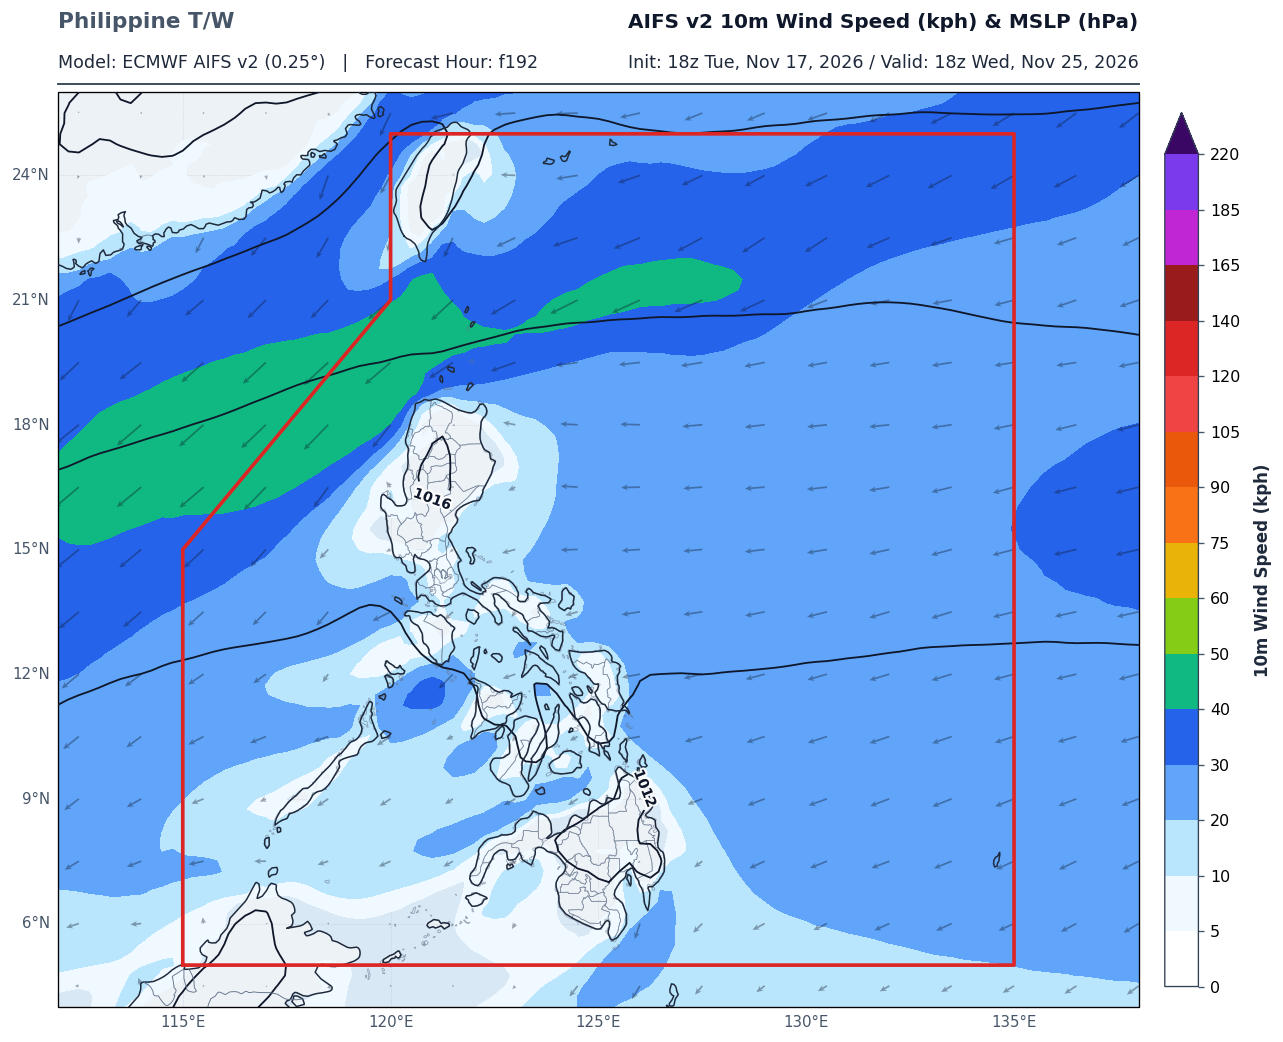 Philippine T/W
AIFS v2 10m Wind Speed (kph) & MSLP (hPa)
Model: ECMWF AIFS v2 (0.25°) | Forecast Hour: f192
Init: 18z Tue, Nov 17, 2026 / Valid: 18z Wed, Nov 25, 2026
24°N
21°N
18°N
15°N
12°N
9°N
6°N
1016
1012
115°E
120°E
125°E
130°E
135°E
220
185
165
140
120
105
90
75
60
50
40
30
20
10
5
0
10m Wind Speed (kph)